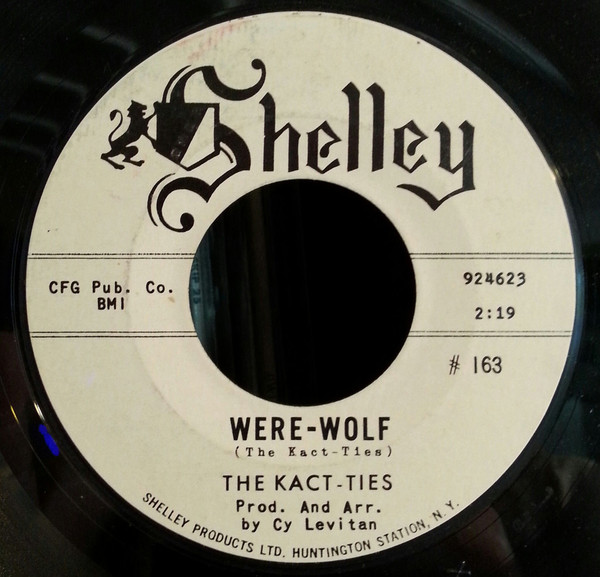 Shelley
CFG Pub. Co.
BMI
924623
2:19
# 163
WERE-WOLF
(The Kact-Ties)
THE KACT-TIES
Prod. And Arr.
by Cy Levitan
SHELLEY PRODUCTS LTD. HUNTINGTON STATION, N.Y.